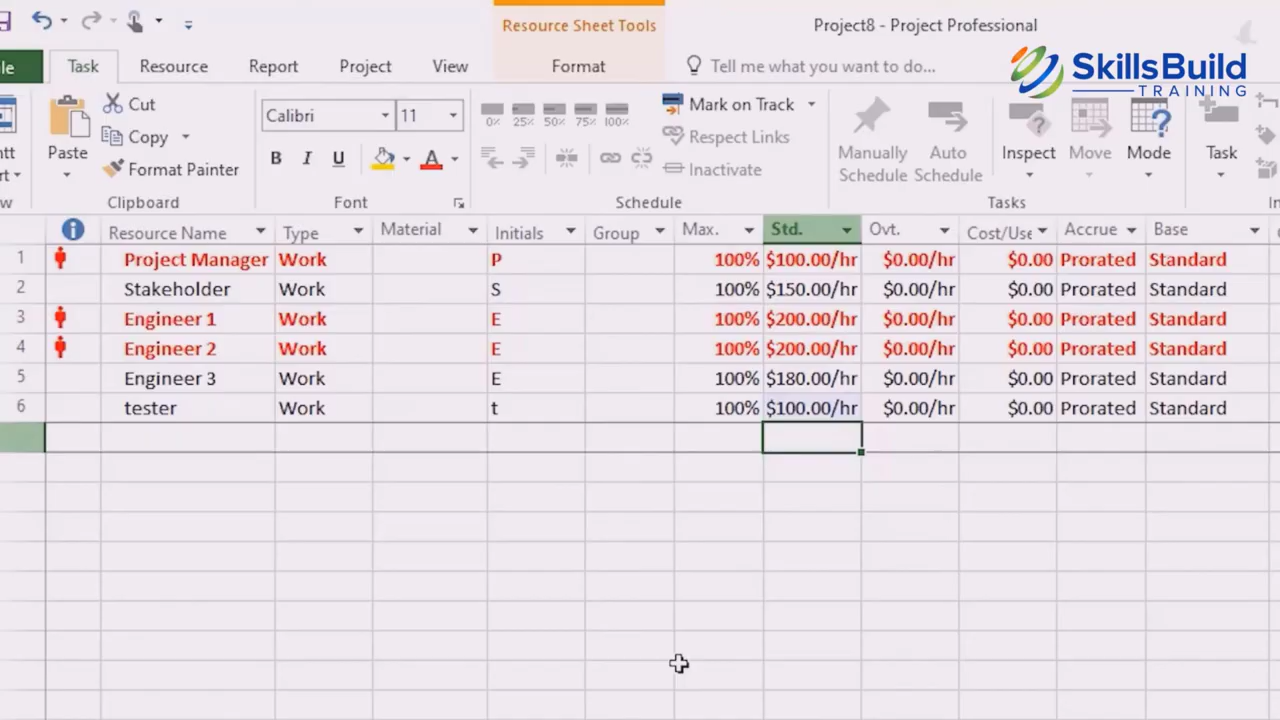 Resource Sheet Tools
Project8 - Project Professional
Task Resource Report Project View Format Tell me what you want to do...
SkillsBuild
TRAINING
Cut
Copy
Format Painter
Paste
Clipboard
Calibri 11
B I U A
Font
0% 25% 50% 75% 100%
Mark on Track
Respect Links
Inactivate
Schedule
Manually
Schedule
Auto
Schedule
Inspect
Move
Mode
Task
Tasks
Resource Name Type Material Initials Group Max. Std. Ovt. Cost/Use Accrue Base
1 Project Manager Work P 100% $100.00/hr $0.00/hr $0.00 Prorated Standard
2 Stakeholder Work S 100% $150.00/hr $0.00/hr $0.00 Prorated Standard
3 Engineer 1 Work E 100% $200.00/hr $0.00/hr $0.00 Prorated Standard
4 Engineer 2 Work E 100% $200.00/hr $0.00/hr $0.00 Prorated Standard
5 Engineer 3 Work E 100% $180.00/hr $0.00/hr $0.00 Prorated Standard
6 tester Work t 100% $100.00/hr $0.00/hr $0.00 Prorated Standard